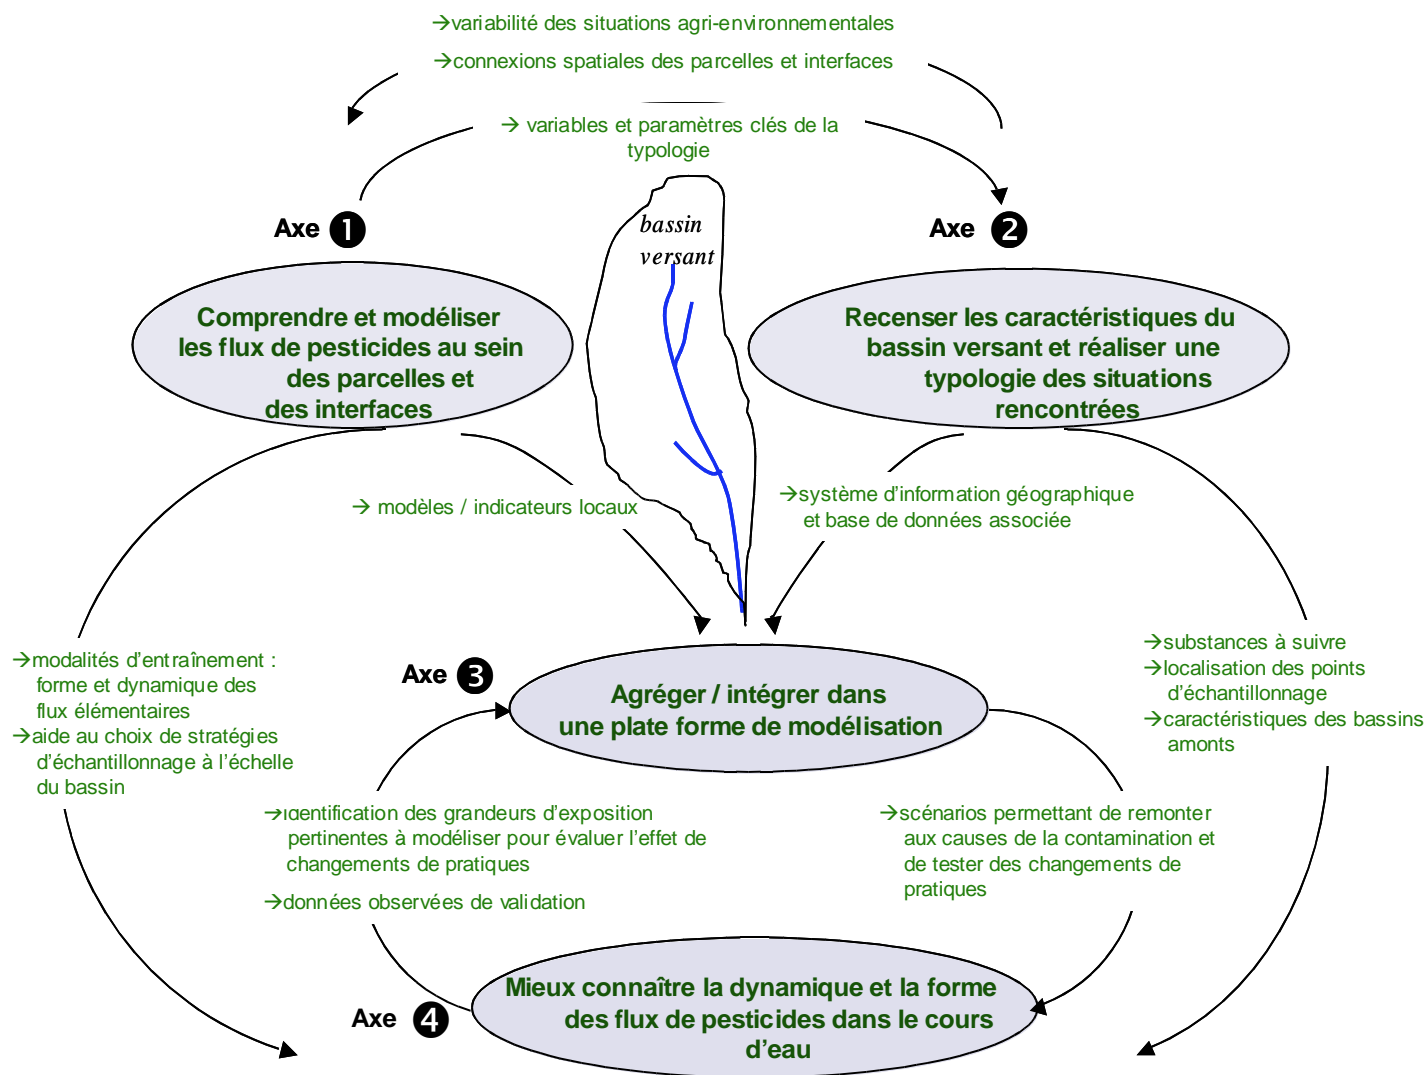 →variabilité des situations agri-environnementales
→connexions spatiales des parcelles et interfaces
→ variables et paramètres clés de la
typologie
bassin
versant
Axe ❶
Axe ❷
Comprendre et modéliser
les flux de pesticides au sein
des parcelles et
des interfaces
Recenser les caractéristiques du
bassin versant et réaliser une
typologie des situations
rencontrées
→ modèles / indicateurs locaux
→système d’information géographique
et base de données associée
→modalités d’entraînement :
forme et dynamique des
flux élémentaires
→aide au choix de stratégies
d’échantillonnage à l’échelle
du bassin
→substances à suivre
→localisation des points
d’échantillonnage
→caractéristiques des bassins
amonts
Axe ❸
Agréger / intégrer dans
une plate forme de modélisation
→identification des grandeurs d’exposition
pertinentes à modéliser pour évaluer l’effet de
changements de pratiques
→données observées de validation
→scénarios permettant de remonter
aux causes de la contamination et
de tester des changements de
pratiques
Axe ❹
Mieux connaître la dynamique et la forme
des flux de pesticides dans le cours
d’eau